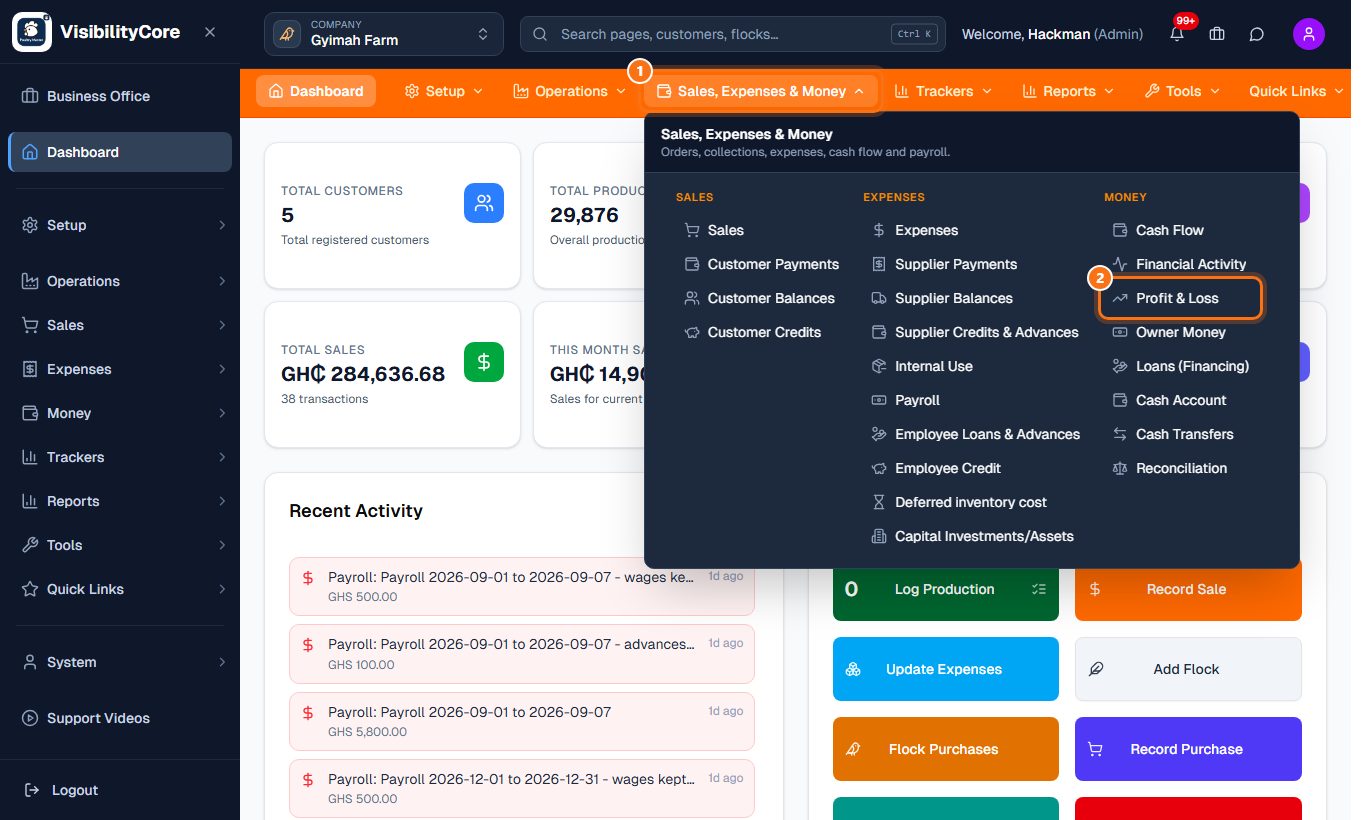 VisibilityCore
COMPANY
Gyimah Farm
Search pages, customers, flocks...
Ctrl K
Welcome, Hackman (Admin)
99+
Business Office
Dashboard
Setup
Operations
Sales
Expenses
Money
Trackers
Reports
Tools
Quick Links
System
Support Videos
Logout
1
Dashboard
Setup
Operations
Sales, Expenses & Money
Trackers
Reports
Tools
Quick Links
Sales, Expenses & Money
Orders, collections, expenses, cash flow and payroll.
SALES
Sales
Customer Payments
Customer Balances
Customer Credits
EXPENSES
Expenses
Supplier Payments
Supplier Balances
Supplier Credits & Advances
Internal Use
Payroll
Employee Loans & Advances
Employee Credit
Deferred inventory cost
Capital Investments/Assets
MONEY
Cash Flow
Financial Activity
2
Profit & Loss
Owner Money
Loans (Financing)
Cash Account
Cash Transfers
Reconciliation
TOTAL CUSTOMERS
5
Total registered customers
TOTAL PRODUC
29,876
Overall productio
TOTAL SALES
GH₵ 284,636.68
38 transactions
THIS MONTH SA
GH₵ 14,90
Sales for current
Recent Activity
Payroll: Payroll 2026-09-01 to 2026-09-07 - wages ke...
1d ago
GHS 500.00
Payroll: Payroll 2026-09-01 to 2026-09-07 - advances...
1d ago
GHS 100.00
Payroll: Payroll 2026-09-01 to 2026-09-07
1d ago
GHS 5,800.00
Payroll: Payroll 2026-12-01 to 2026-12-31 - wages kept...
1d ago
GHS 500.00
Log Production
Record Sale
Update Expenses
Add Flock
Flock Purchases
Record Purchase